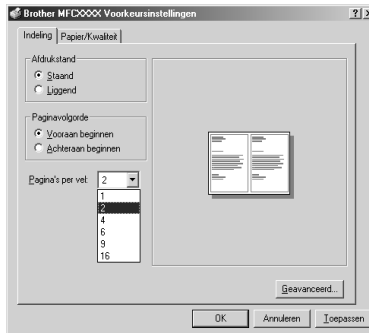 Brother MFCXXXX Voorkeursinstellingen
Indeling Papier/Kwaliteit
Afdrukstand
Staand
Liggend
Paginavolgorde
Vooraan beginnen
Achteraan beginnen
Pagina's per vel: 2
1
2
4
6
9
16
Geavanceerd...
OK Annuleren Toepassen